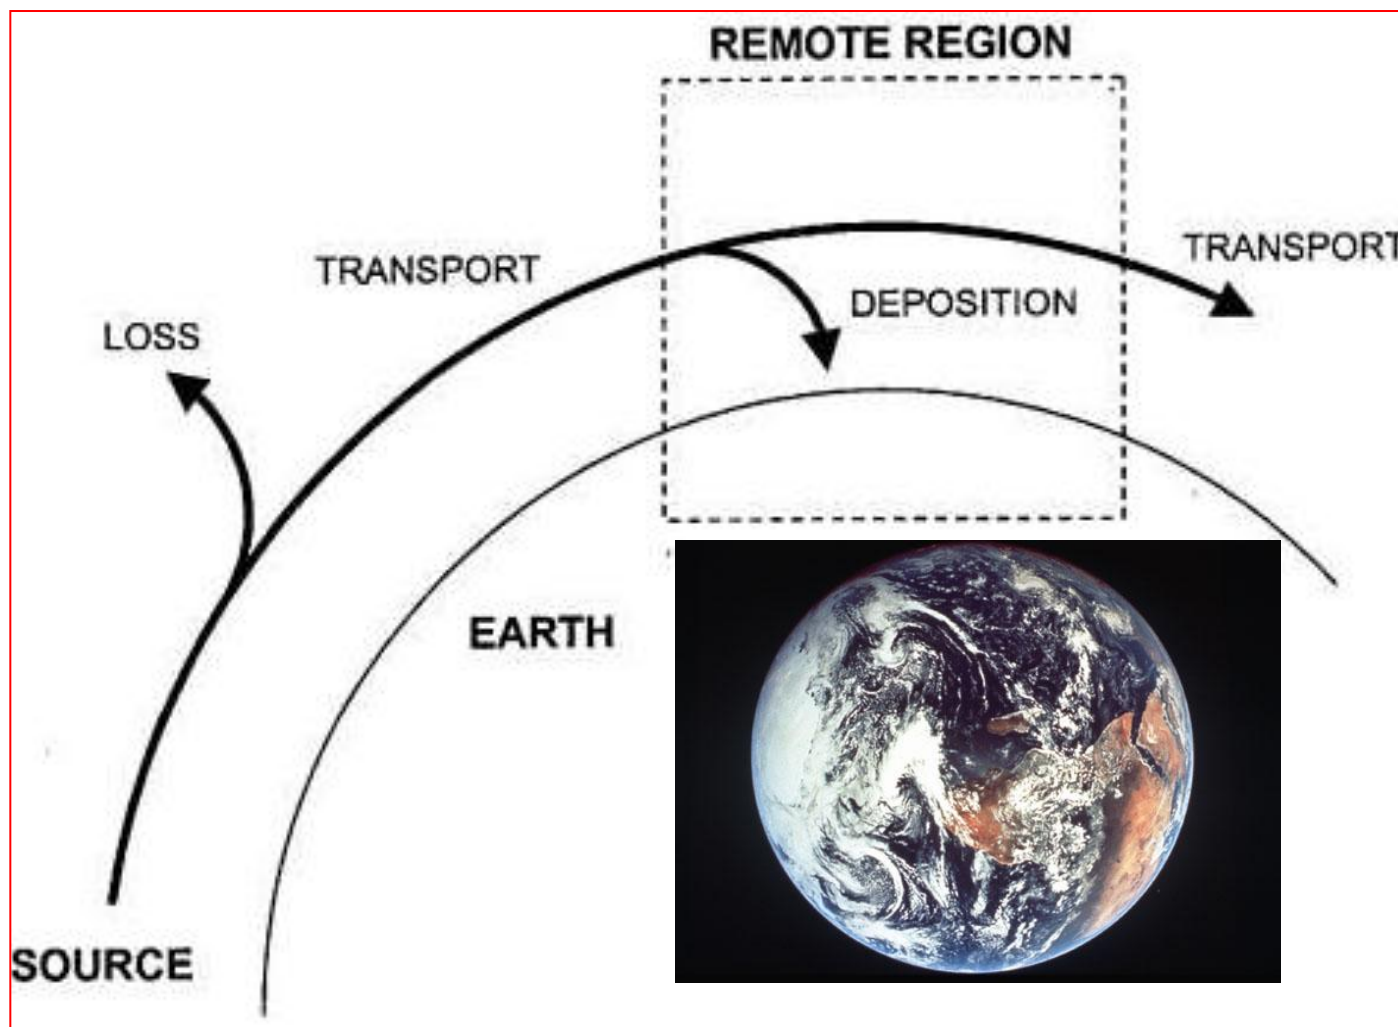 REMOTE REGION
TRANSPORT
TRANSPORT
DEPOSITION
LOSS
EARTH
SOURCE